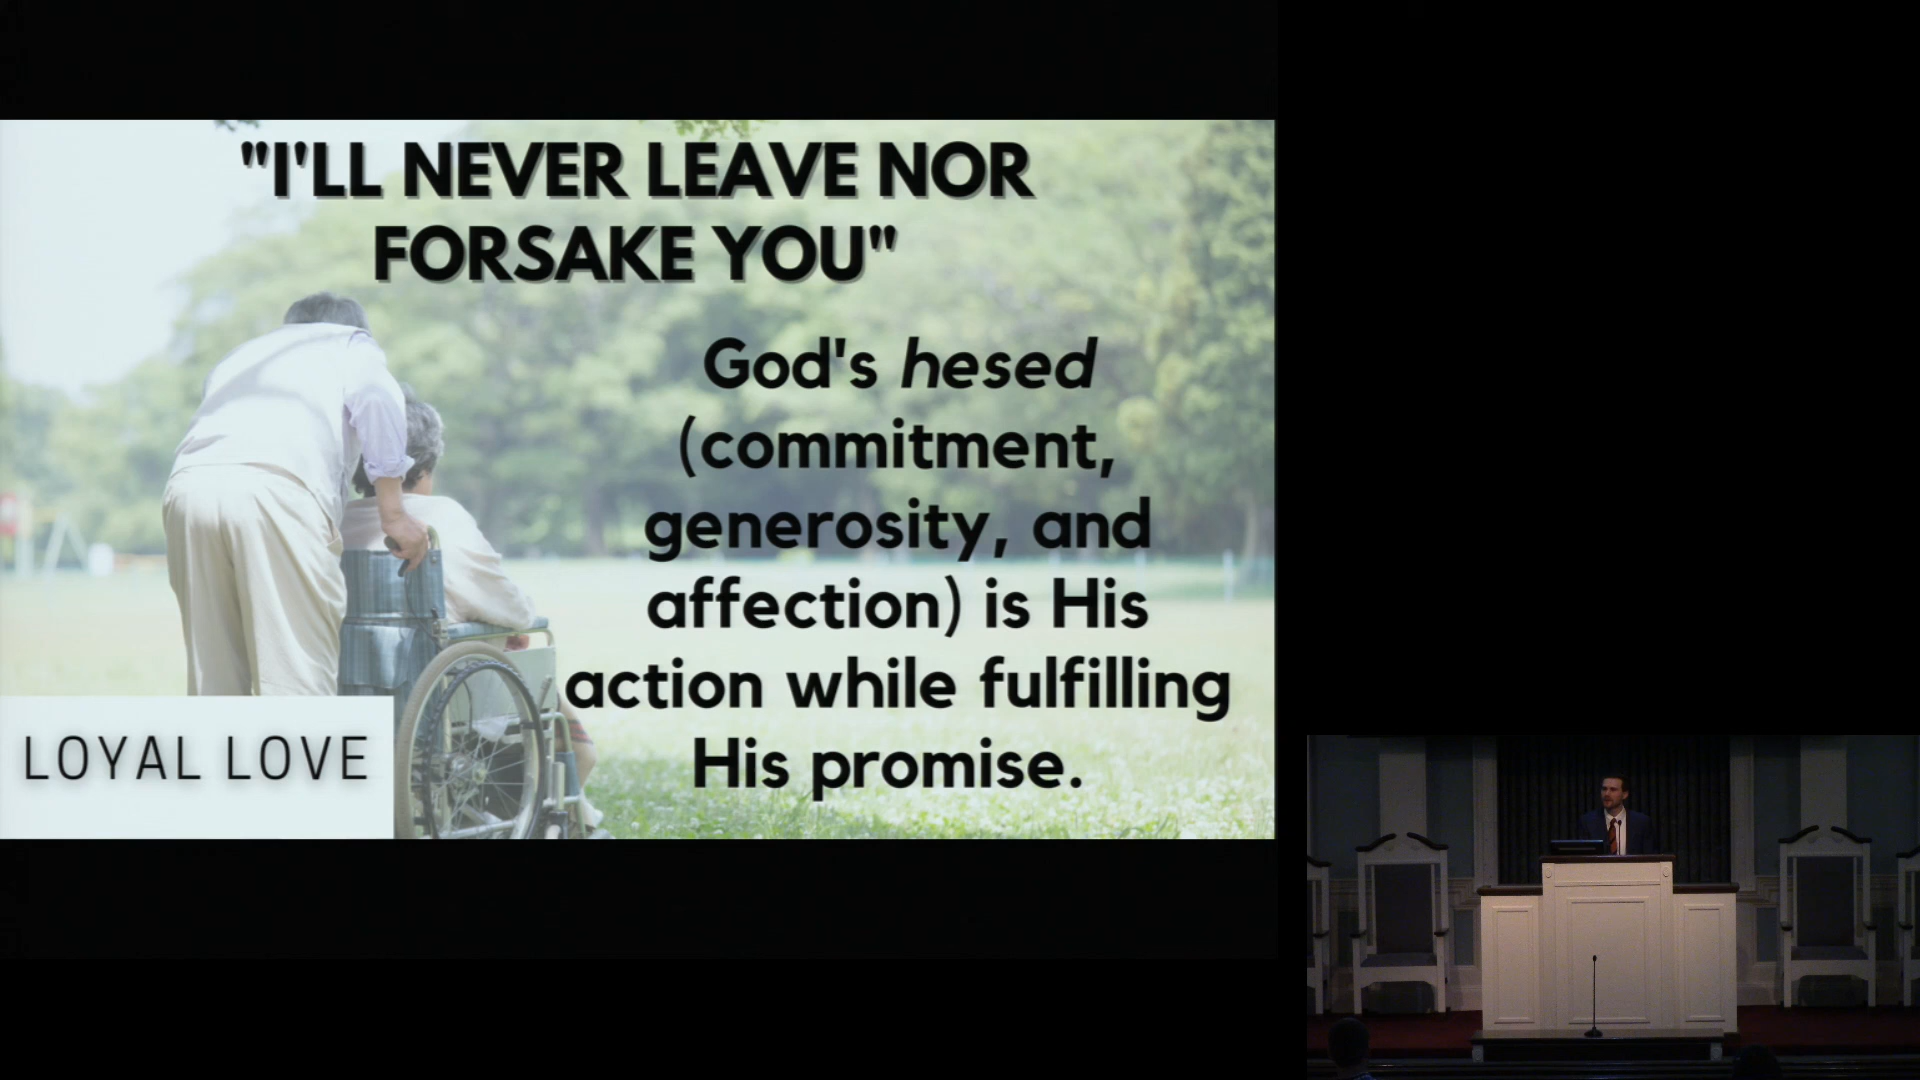 "I'LL NEVER LEAVE NOR
FORSAKE YOU"
God's hesed
(commitment,
generosity, and
affection) is His
action while fulfilling
His promise.
LOYAL LOVE